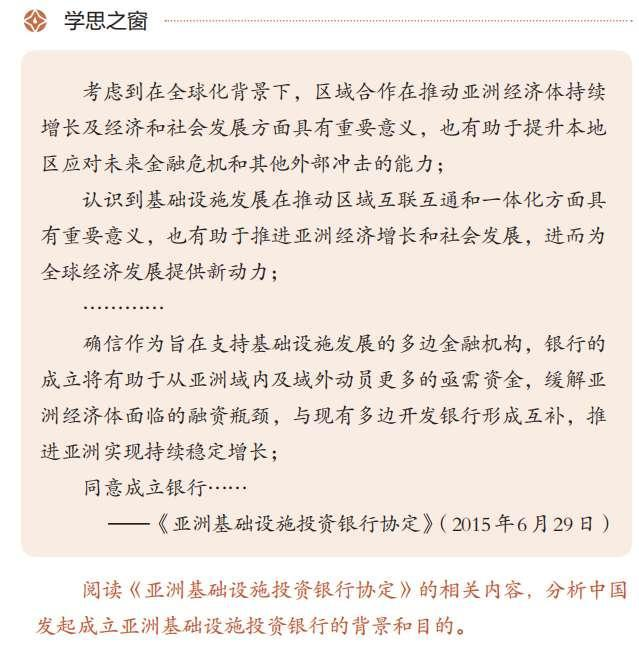 学思之窗
考虑到在全球化背景下，区域合作在推动亚洲经济体持续
增长及经济和社会发展方面具有重要意义，也有助于提升本地
区应对未来金融危机和其他外部冲击的能力；
认识到基础设施发展在推动区域互联互通和一体化方面具
有重要意义，也有助于推进亚洲经济增长和社会发展，进而为
全球经济发展提供新动力；
…………
确信作为旨在支持基础设施发展的多边金融机构，银行的
成立将有助于从亚洲域内及域外动员更多的亟需资金，缓解亚
洲经济体面临的融资瓶颈，与现有多边开发银行形成互补，推
进亚洲实现持续稳定增长；
同意成立银行……
——《亚洲基础设施投资银行协定》（2015年6月29日）
阅读《亚洲基础设施投资银行协定》的相关内容，分析中国
发起成立亚洲基础设施投资银行的背景和目的。